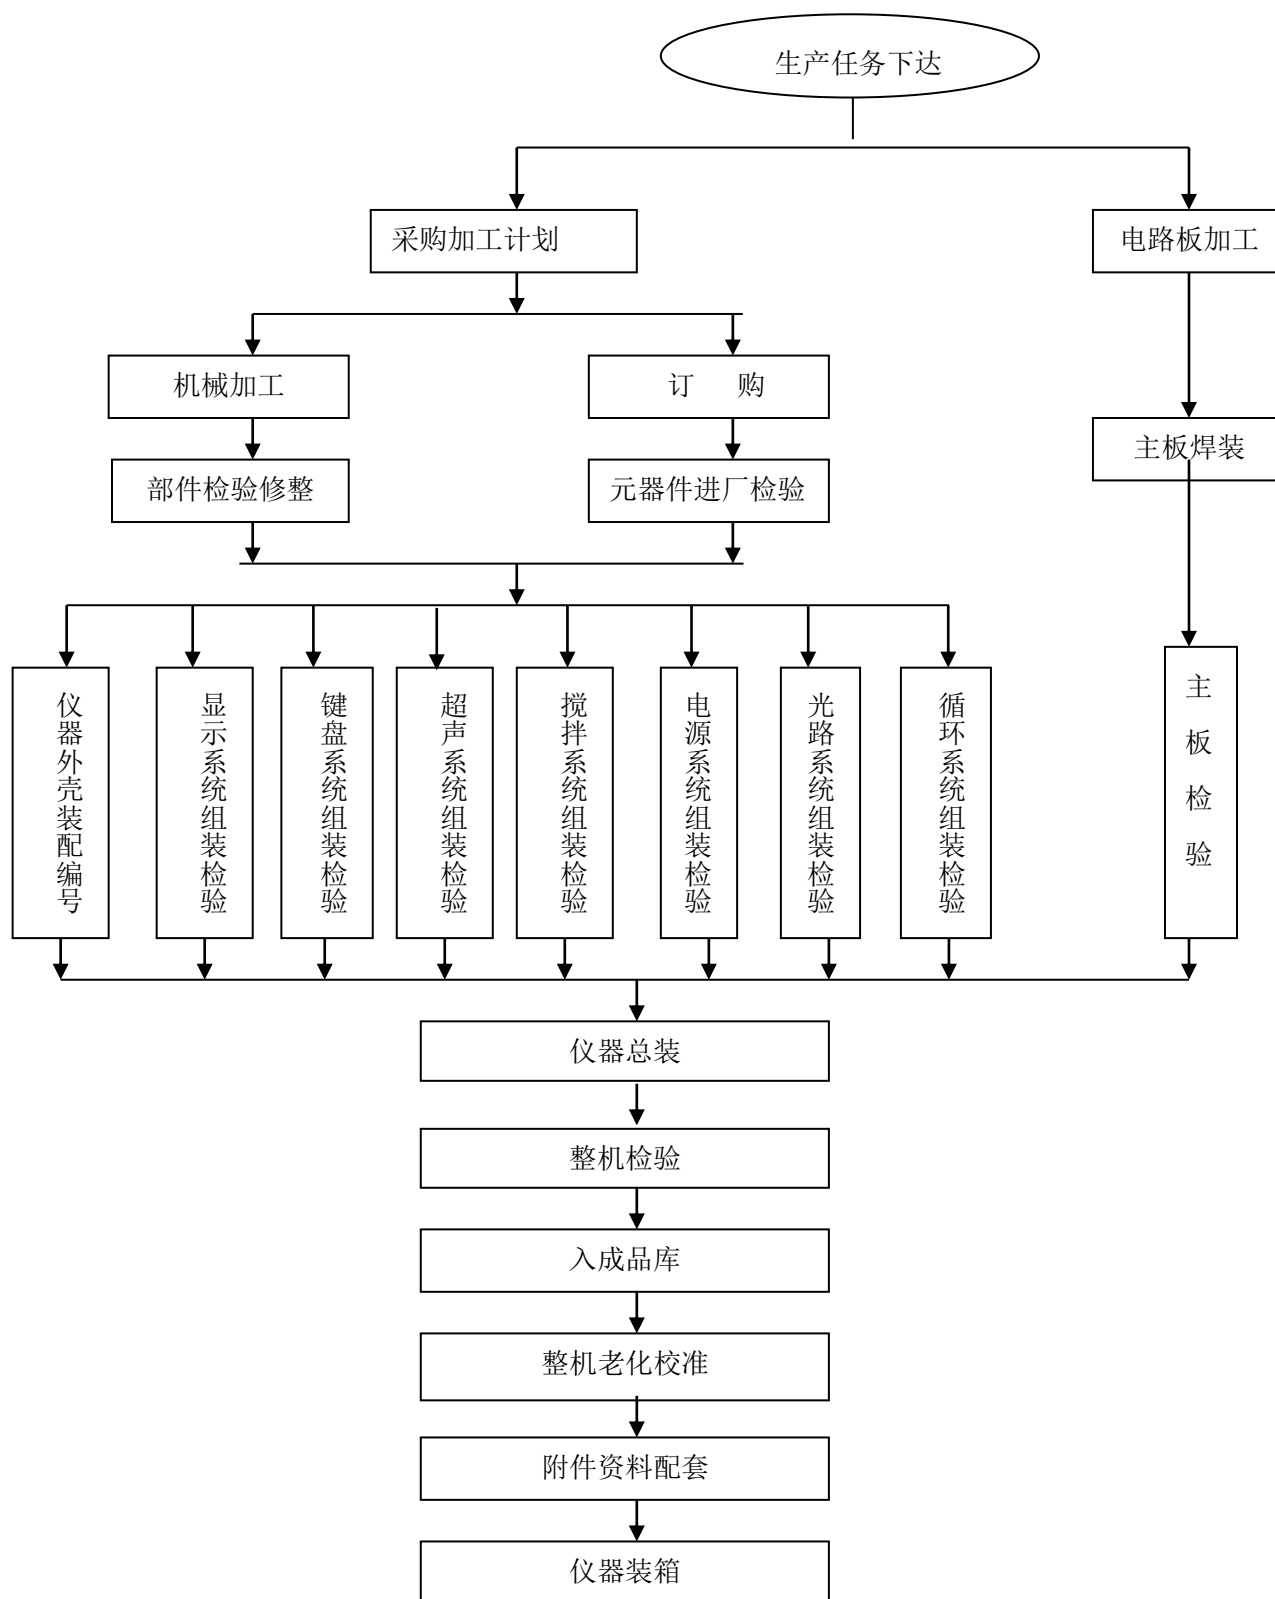 生产任务下达
采购加工计划
电路板加工
机械加工
订 购
主板焊装
部件检验修整
元器件进厂检验
仪器外壳装配编号
显示系统组装检验
键盘系统组装检验
超声系统组装检验
搅拌系统组装检验
电源系统组装检验
光路系统组装检验
循环系统组装检验
主板检验
仪器总装
整机检验
入成品库
整机老化校准
附件资料配套
仪器装箱